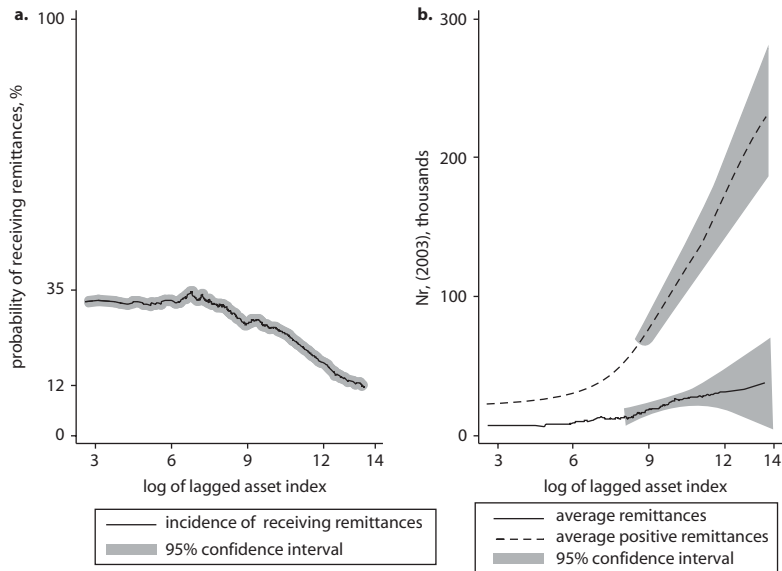 a.
100
35
12
0
probability of receiving remittances, %
3 6 9 12 14
log of lagged asset index
incidence of receiving remittances
95% confidence interval
b.
300
200
100
0
Nr, (2003), thousands
3 6 9 12 14
log of lagged asset index
average remittances
average positive remittances
95% confidence interval